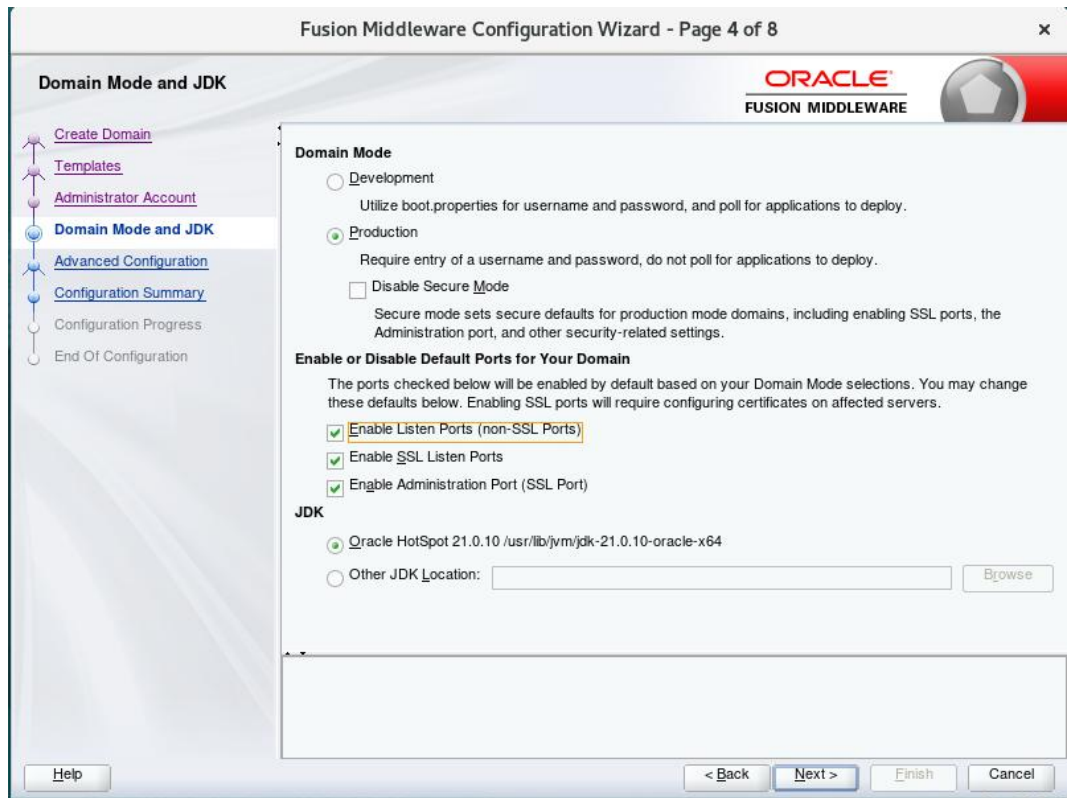 Fusion Middleware Configuration Wizard - Page 4 of 8
×
Domain Mode and JDK
ORACLE
FUSION MIDDLEWARE
Create Domain
Templates
Administrator Account
Domain Mode and JDK
Advanced Configuration
Configuration Summary
Configuration Progress
End Of Configuration
Domain Mode
Development
Utilize boot.properties for username and password, and poll for applications to deploy.
Production
Require entry of a username and password, do not poll for applications to deploy.
Disable Secure Mode
Secure mode sets secure defaults for production mode domains, including enabling SSL ports, the
Administration port, and other security-related settings.
Enable or Disable Default Ports for Your Domain
The ports checked below will be enabled by default based on your Domain Mode selections. You may change
these defaults below. Enabling SSL ports will require configuring certificates on affected servers.
Enable Listen Ports (non-SSL Ports)
Enable SSL Listen Ports
Enable Administration Port (SSL Port)
JDK
Oracle HotSpot 21.0.10 /usr/lib/jvm/jdk-21.0.10-oracle-x64
Other JDK Location:
Browse
Help
< Back
Next >
Finish
Cancel